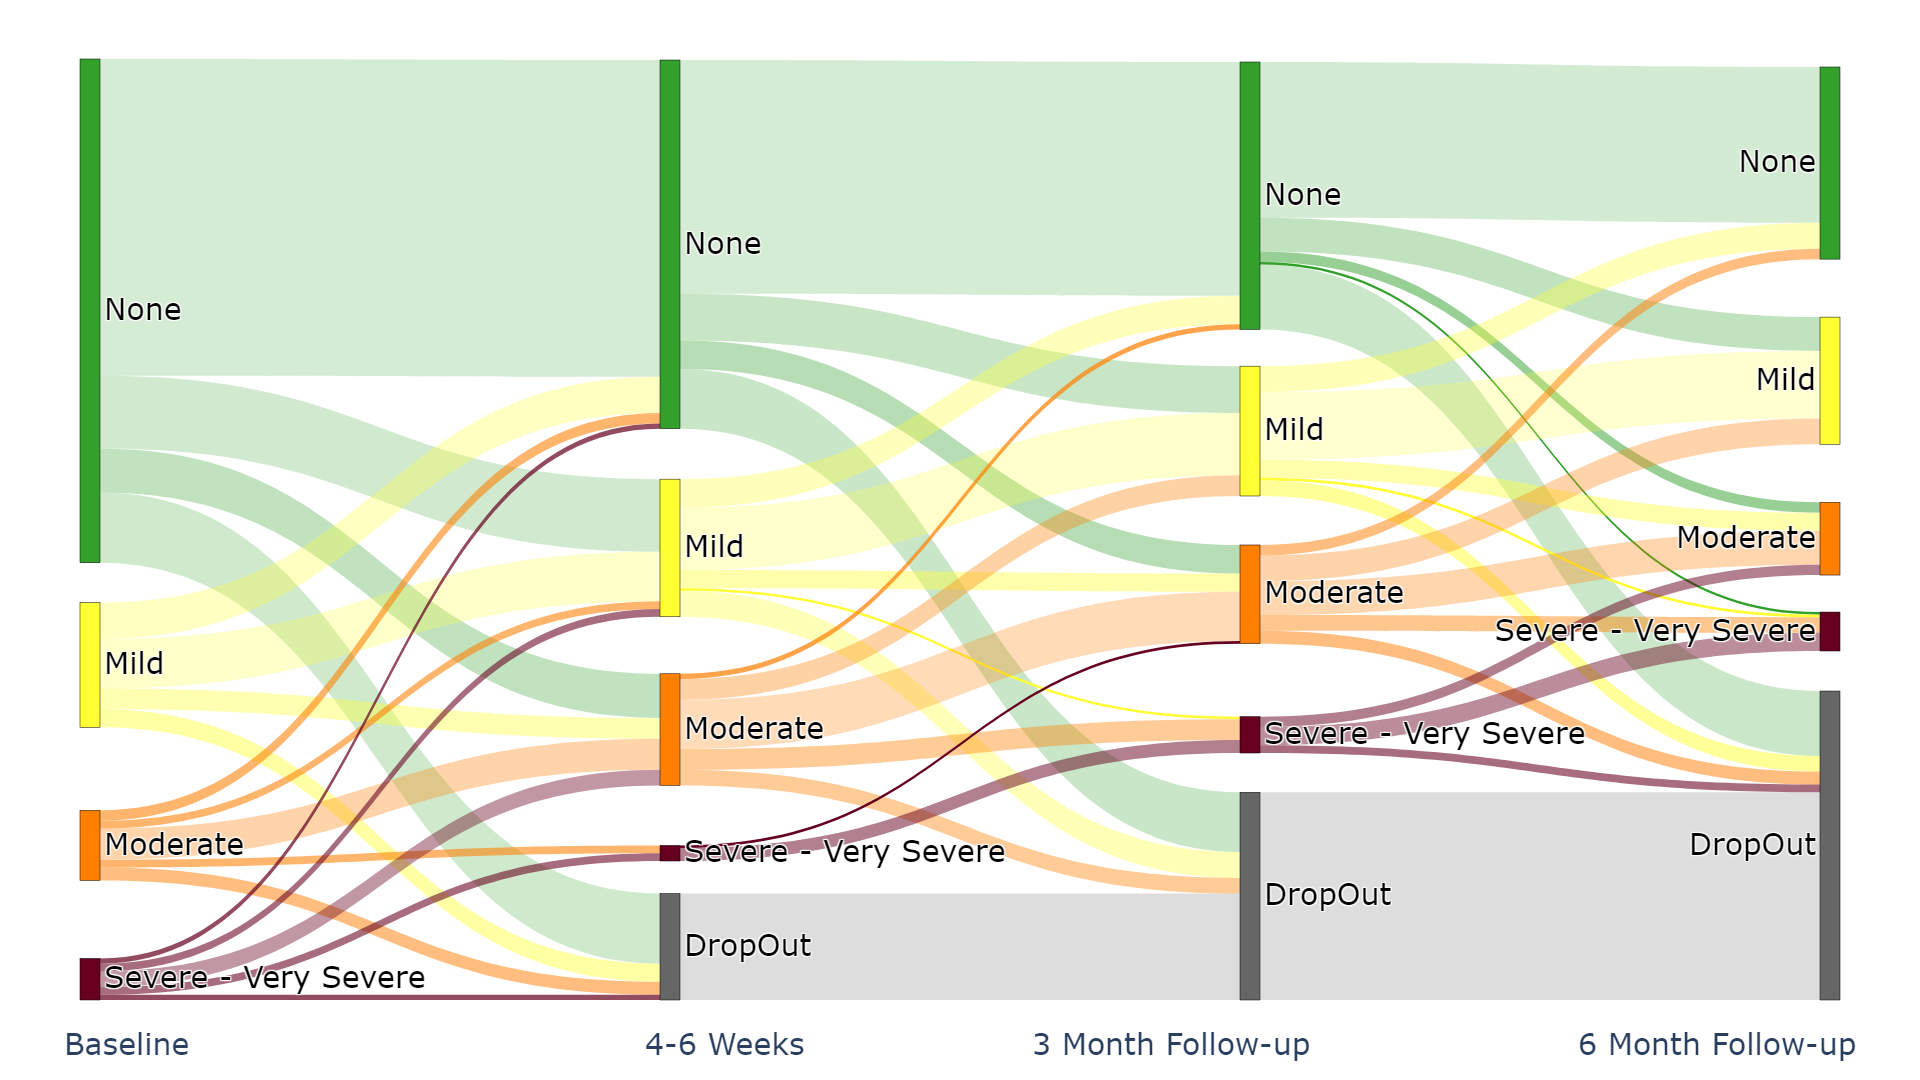 None
Mild
Moderate
Severe - Very Severe
None
Mild
Moderate
Severe - Very Severe
DropOut
None
Mild
Moderate
Severe - Very Severe
DropOut
None
Mild
Moderate
Severe - Very Severe
DropOut
Baseline
4-6 Weeks
3 Month Follow-up
6 Month Follow-up